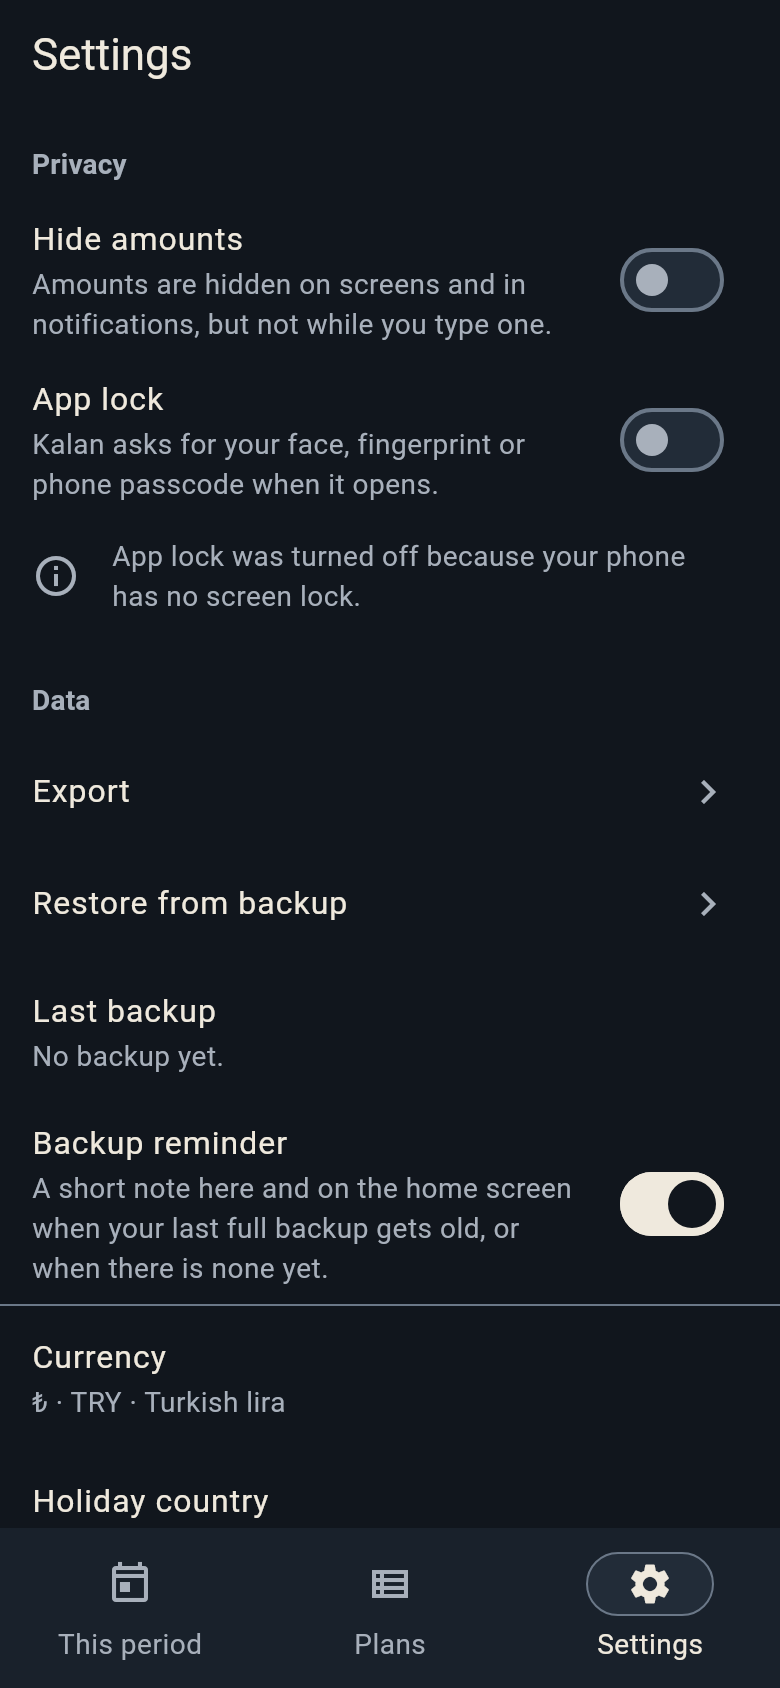 Settings
Privacy
Hide amounts
Amounts are hidden on screens and in
notifications, but not while you type one.
App lock
Kalan asks for your face, fingerprint or
phone passcode when it opens.
App lock was turned off because your phone
has no screen lock.
Data
Export
Restore from backup
Last backup
No backup yet.
Backup reminder
A short note here and on the home screen
when your last full backup gets old, or
when there is none yet.
Currency
₺ · TRY · Turkish lira
Holiday country
This period
Plans
Settings